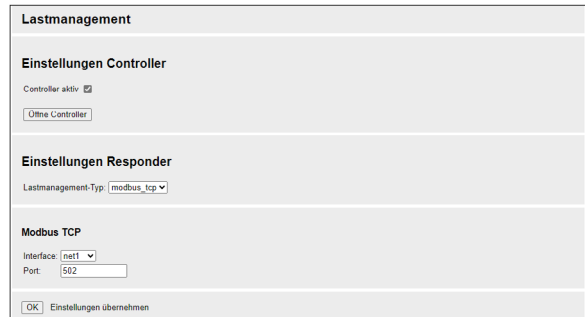 Lastmanagement
Einstellungen Controller
Controller aktiv
Öffne Controller
Einstellungen Responder
Lastmanagement-Typ: modbus_tcp
Modbus TCP
Interface: net1
Port: 502
OK Einstellungen übernehmen